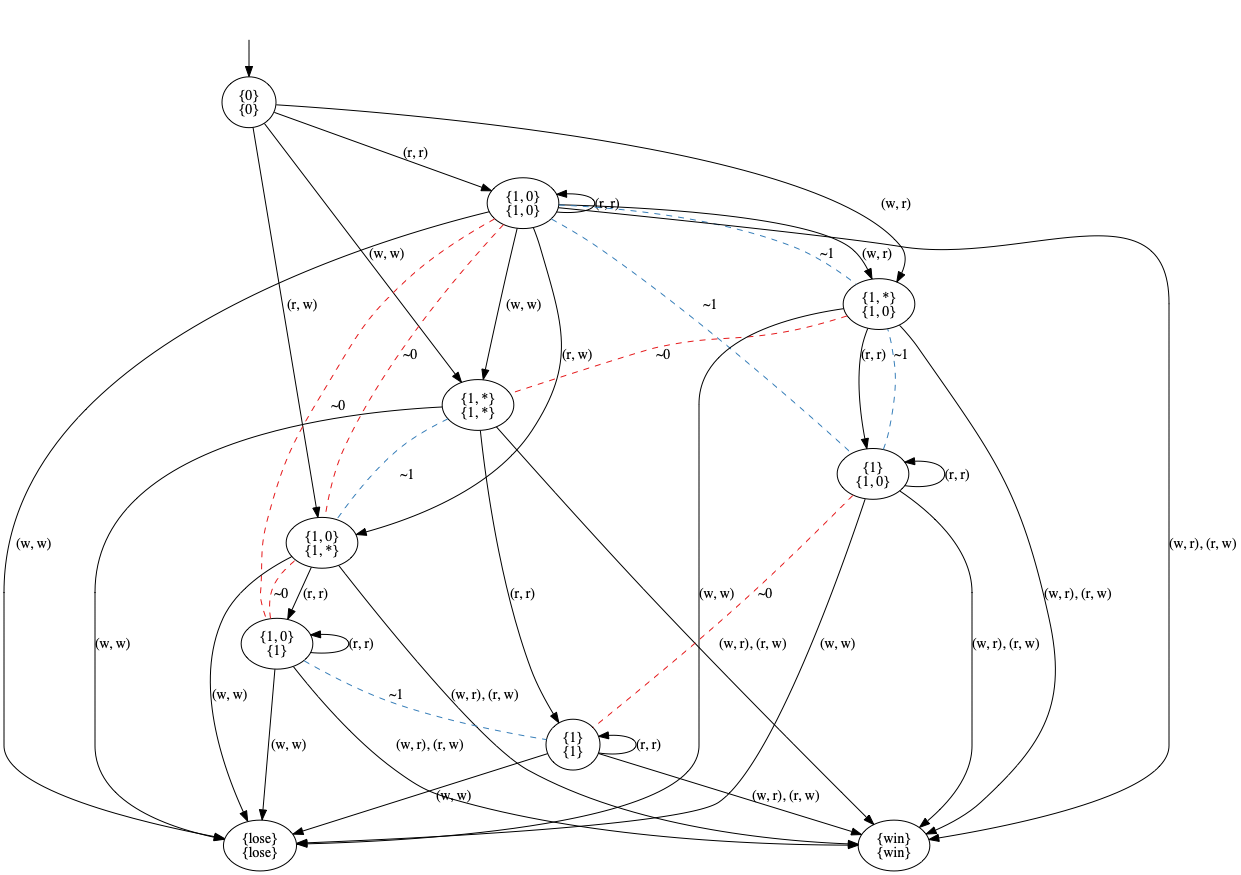 {0}
{0}
(r, r)
{1, 0}
{1, 0}
(r, r)
(w, r)
(w, w)
~1
(w, r)
{1, *}
{1, 0}
(r, w)
(w, w)
~1
~0
(r, w)
~0
(r, r)
~1
{1, *}
{1, *}
~0
~1
{1}
{1, 0}
(r, r)
(w, w)
{1, 0}
{1, *}
(w, r), (r, w)
~0
(r, r)
(r, r)
(w, w)
~0
(w, r), (r, w)
(w, w)
{1, 0}
{1}
(r, r)
(w, r), (r, w)
(w, w)
(w, r), (r, w)
(w, w)
~1
(w, r), (r, w)
(w, w)
(w, r), (r, w)
{1}
{1}
(r, r)
(w, w)
(w, r), (r, w)
{lose}
{lose}
{win}
{win}